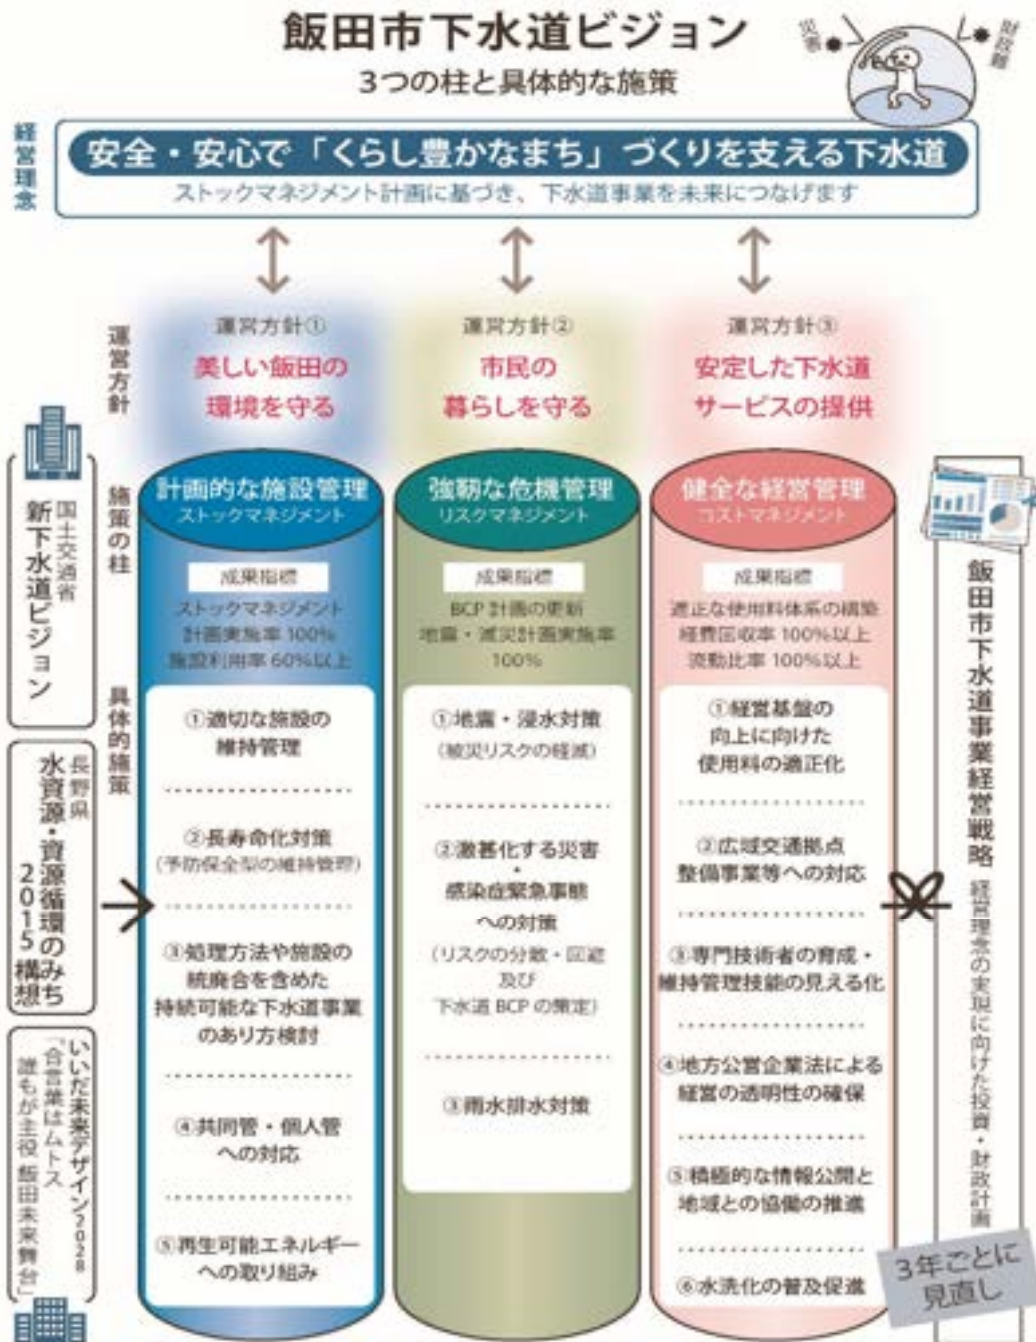 飯田市下水道ビジョン
3つの柱と具体的な施策
災害
財政難
経営理念
安全・安心で「くらし豊かなまち」づくりを支える下水道
ストックマネジメント計画に基づき、下水道事業を未来につなげます
運営方針
運営方針①
美しい飯田の
環境を守る
運営方針②
市民の
暮らしを守る
運営方針③
安定した下水道
サービスの提供
国土交通省
新下水道ビジョン
長野県
水資源・資源循環のみち
2015構想
いいだ未来デザイン2028
「合言葉はムトス
誰もが主役 飯田未来舞台」
施策の柱
具体的施策
計画的な施設管理
ストックマネジメント
成果指標
ストックマネジメント
計画実施率 100%
施設利用率 60%以上
①適切な施設の
維持管理
②長寿命化対策
(予防保全型の維持管理)
③処理方法や施設の
統廃合を含めた
持続可能な下水道事業
のあり方検討
④共同管・個人管
への対応
⑤再生可能エネルギー
への取り組み
強靭な危機管理
リスクマネジメント
成果指標
BCP 計画の更新
地震・減災計画実施率
100%
①地震・浸水対策
(被災リスクの軽減)
②激甚化する災害
・
感染症緊急事態
への対策
(リスクの分散・回避
及び
下水道 BCP の策定)
③雨水排水対策
健全な経営管理
コストマネジメント
成果指標
適正な使用料体系の構築
経費回収率 100%以上
流動比率 100%以上
①経営基盤の
向上に向けた
使用料の適正化
②広域交通拠点
整備事業等への対応
③専門技術者の育成・
維持管理技能の見える化
④地方公営企業法による
経営の透明性の確保
⑤積極的な情報公開と
地域との協働の推進
⑥水洗化の普及促進
飯田市下水道事業経営戦略
経営理念の実現に向けた投資・財政計画
3年ごとに
見直し